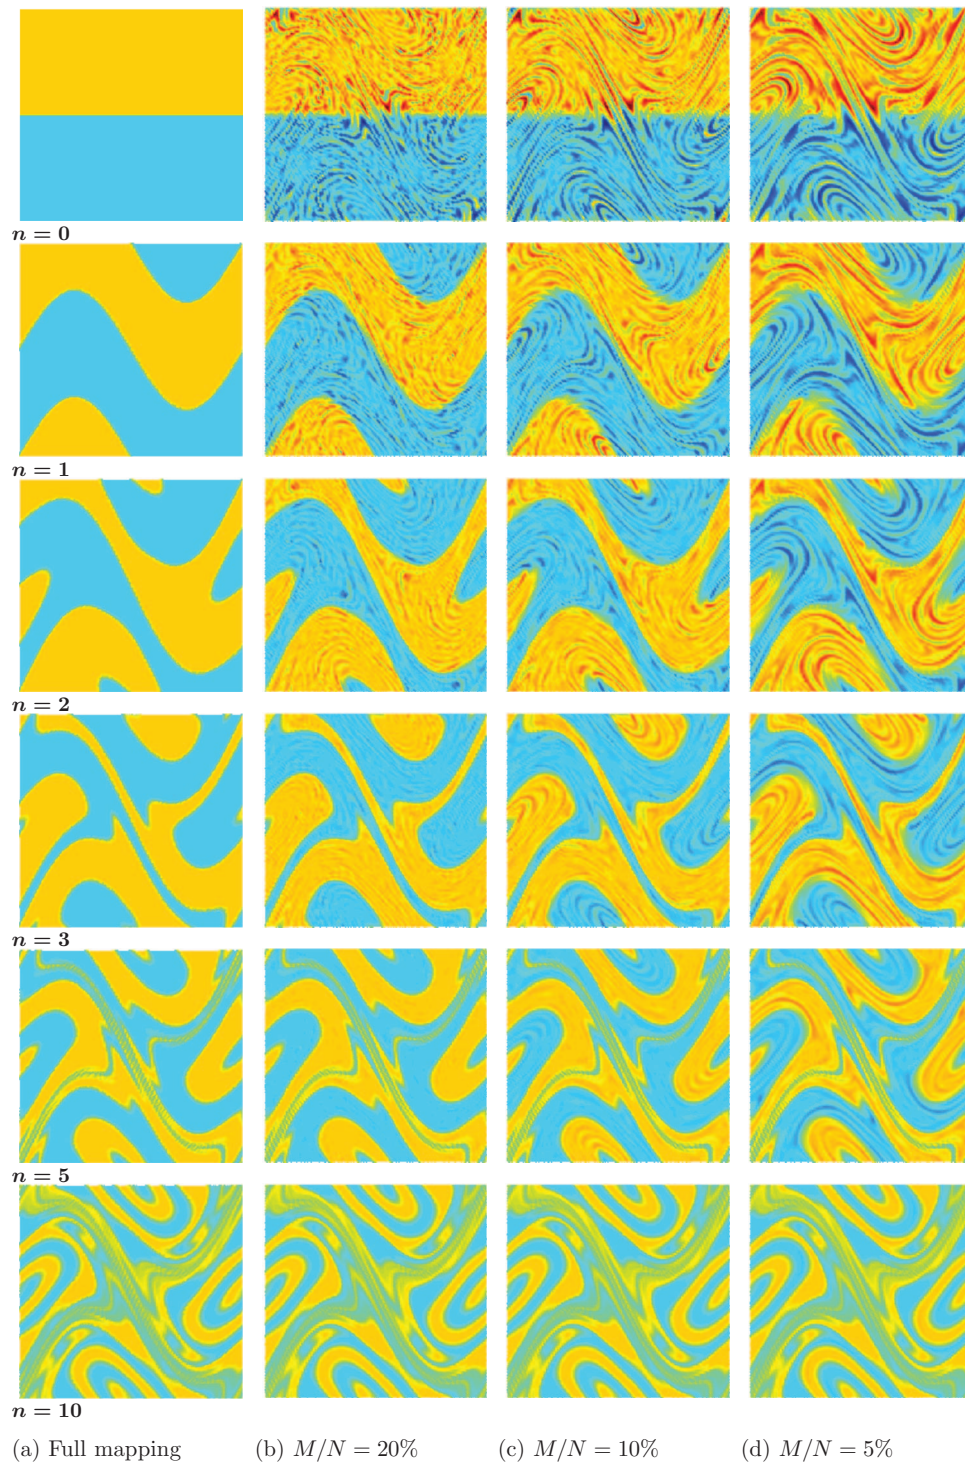 n = 0
n = 1
n = 2
n = 3
n = 5
n = 10
(a) Full mapping (b) M/N = 20% (c) M/N = 10% (d) M/N = 5%